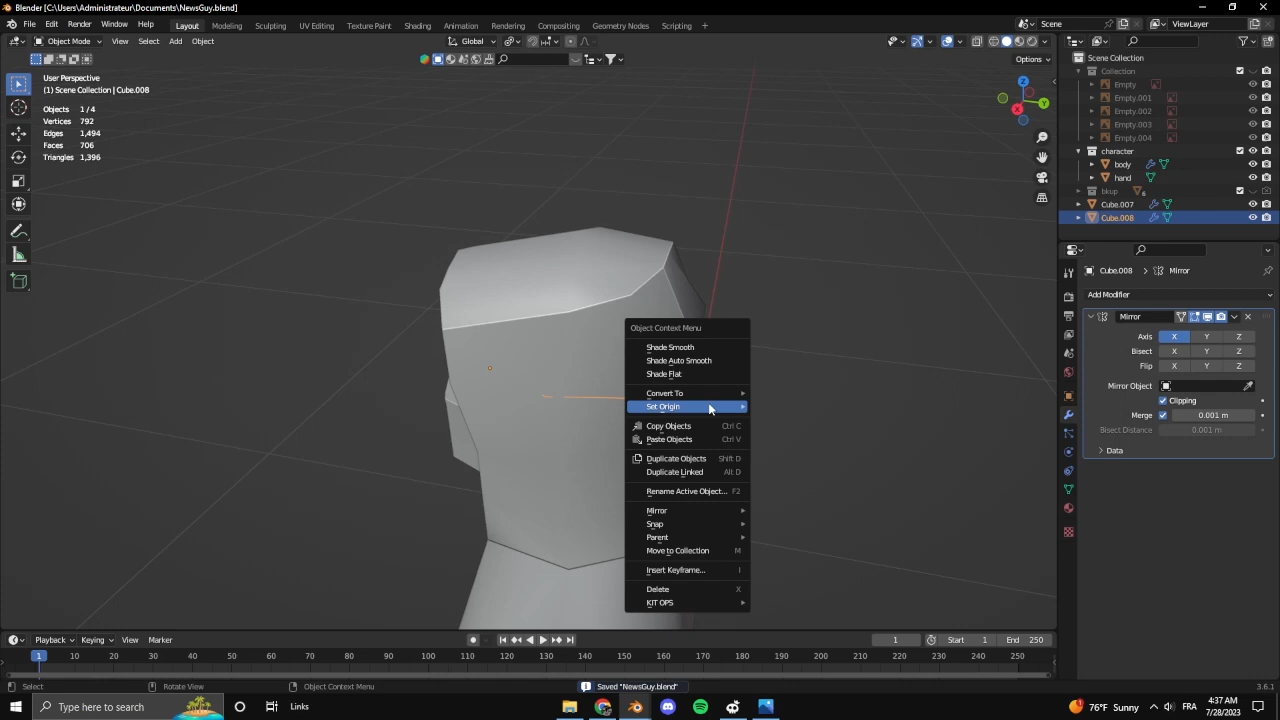 Blender [C:\Users\Administrateur\Documents\NewsGuy.blend]
File Edit Render Window Help Layout Modeling Sculpting UV Editing Texture Paint Shading Animation Rendering Compositing Geometry Nodes Scripting + Scene ViewLayer
Object Mode View Select Add Object Global
Options
User Perspective
(1) Scene Collection | Cube.008
Objects 1/4
Vertices 792
Edges 1,494
Faces 706
Triangles 1,396
Z
Y
X
Scene Collection
Collection
Empty
Empty.001
Empty.002
Empty.003
Empty.004
character
body
hand
bkup 6
Cube.007
Cube.008
Cube.008 > Mirror
Add Modifier
Mirror
Axis X Y Z
Bisect X Y Z
Flip X Y Z
Mirror Object
Clipping
Merge 0.001 m
Bisect Distance 0.001 m
Data
Object Context Menu
Shade Smooth
Shade Auto Smooth
Shade Flat
Convert To
Set Origin
Copy Objects Ctrl C
Paste Objects Ctrl V
Duplicate Objects Shift D
Duplicate Linked Alt D
Rename Active Object... F2
Mirror
Snap
Parent
Move to Collection M
Insert Keyframe... I
Delete X
KIT OPS
Playback Keying View Marker 1 Start 1 End 250
1 10 20 30 40 50 60 70 80 90 100 110 120 130 140 150 160 170 180 190 200 210 220 230 240 250
Select Rotate View Object Context Menu Saved "NewsGuy.blend" 3.6.1
Type here to search Links 1 76°F Sunny FRA 4:37 AM
7/28/2023